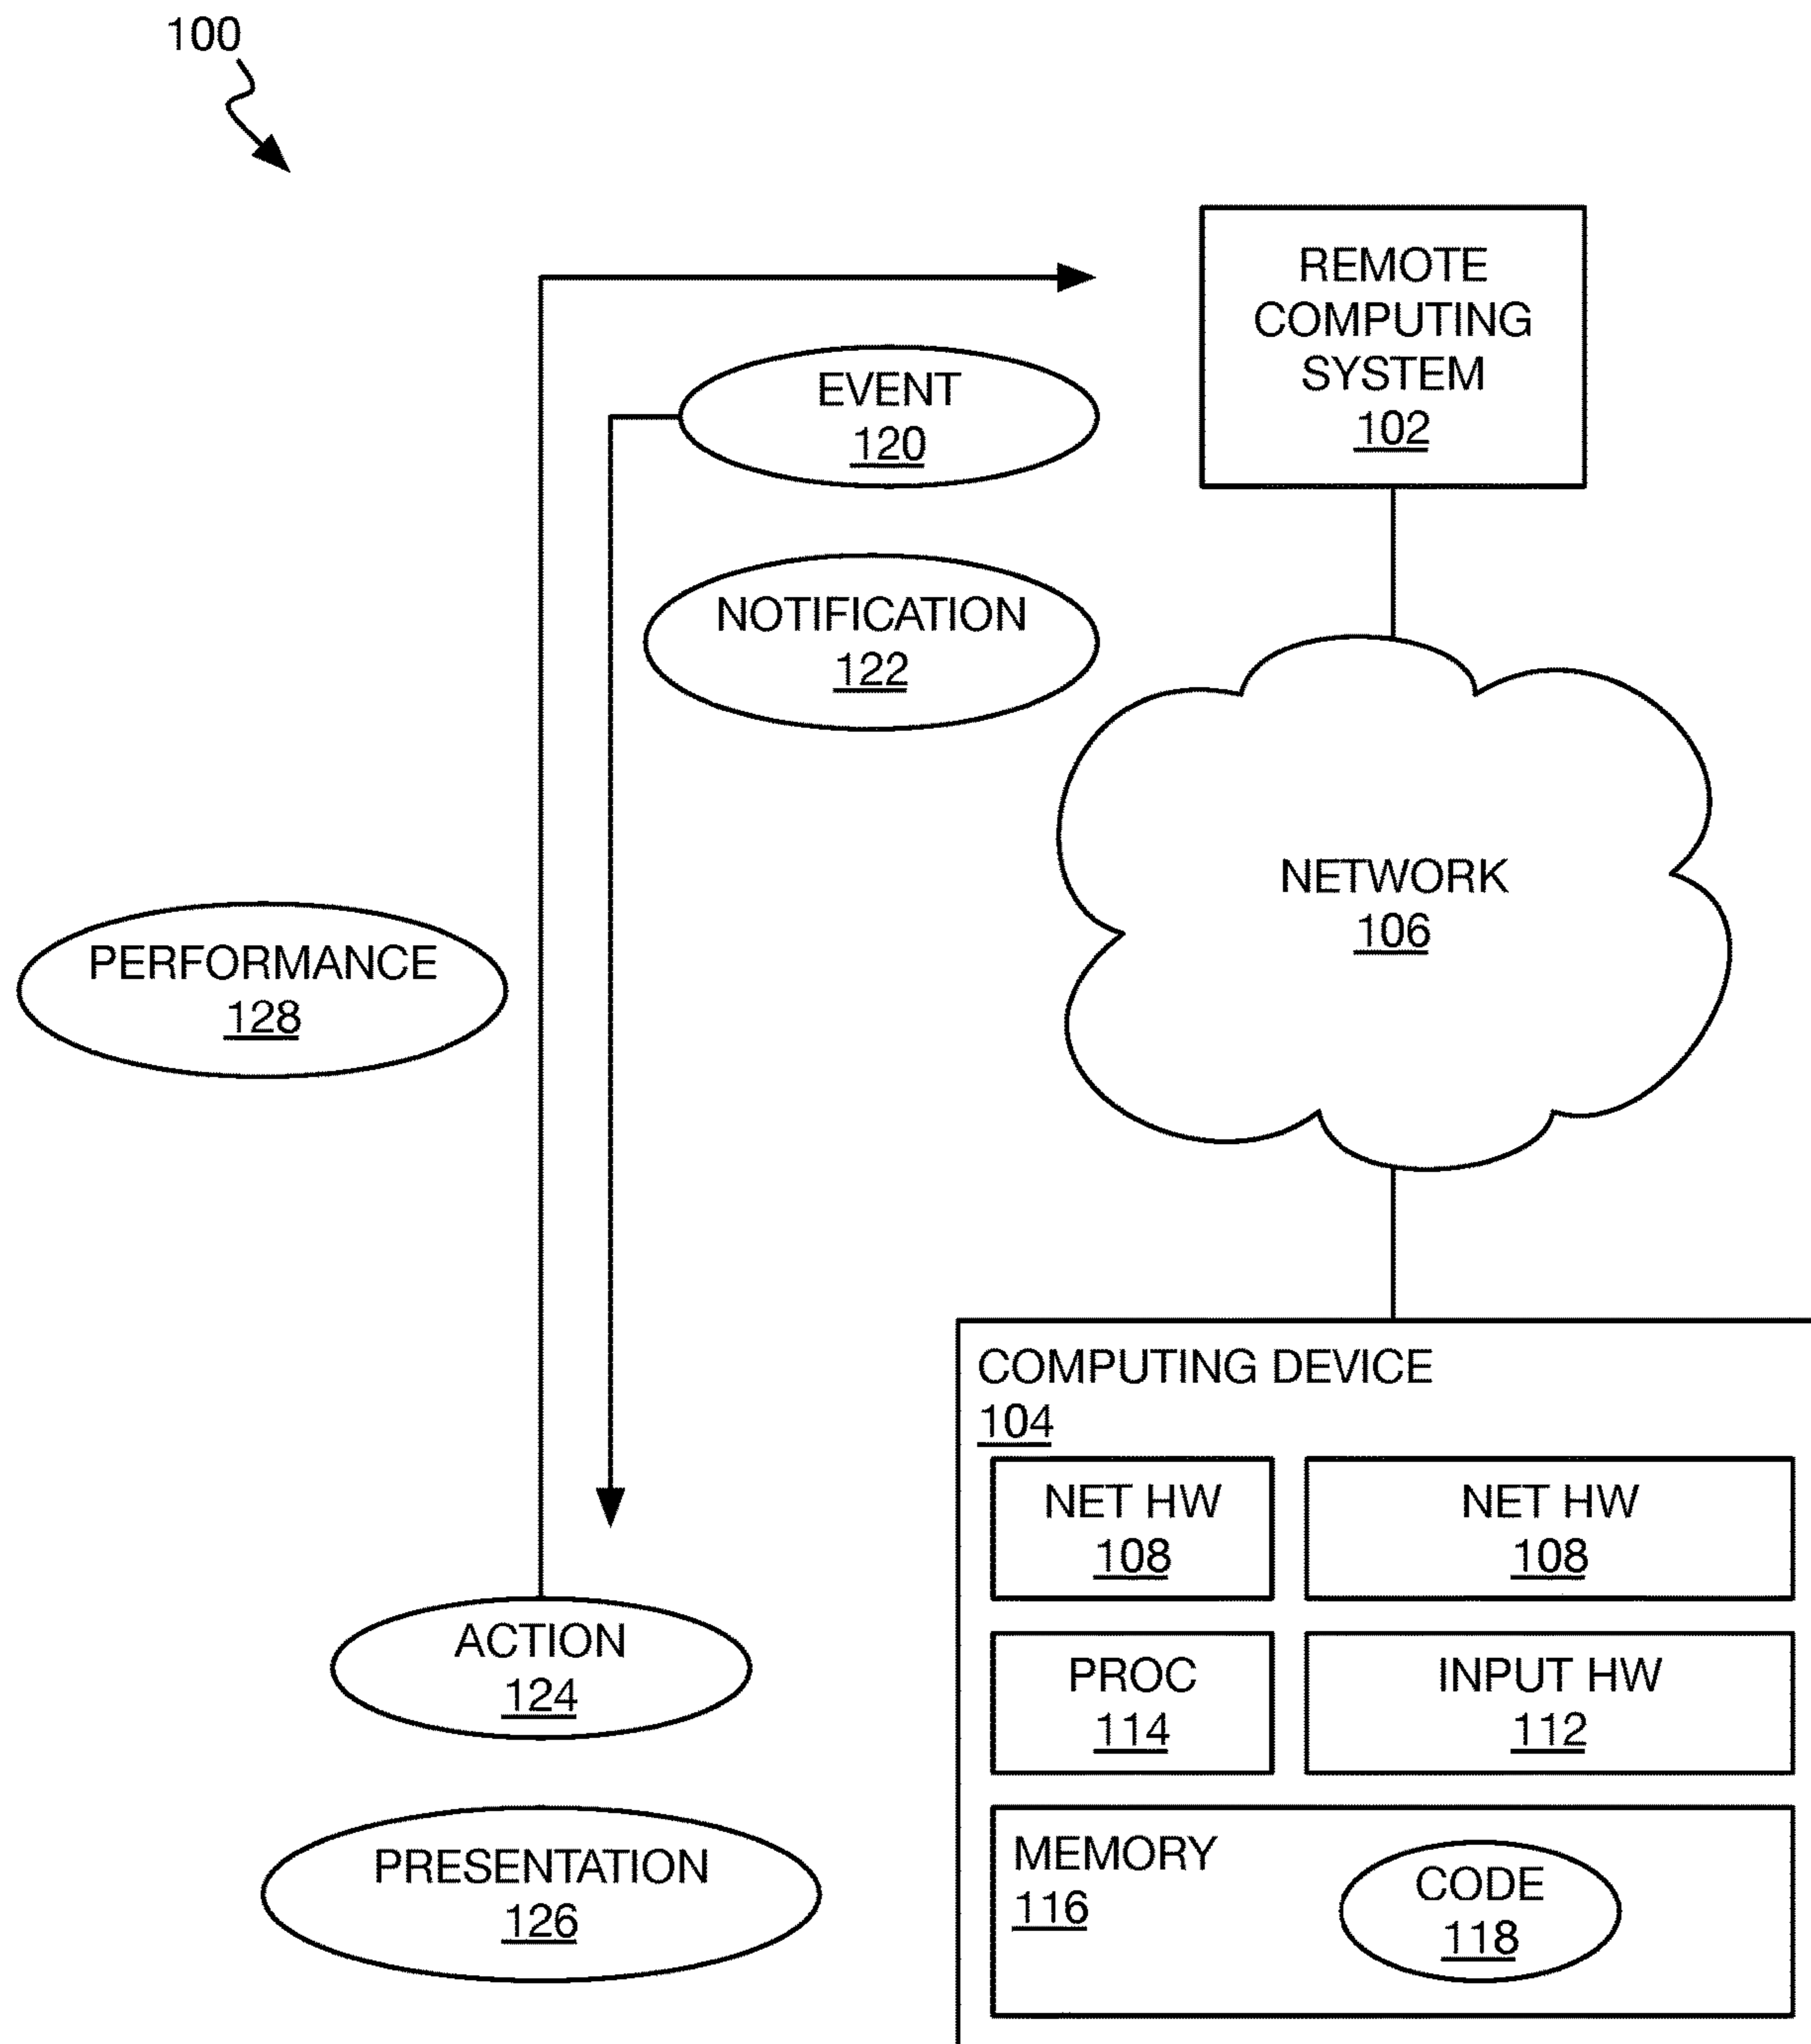 100
REMOTE
COMPUTING
SYSTEM
102
EVENT
120
NOTIFICATION
122
NETWORK
106
PERFORMANCE
128
COMPUTING DEVICE
104
NET HW
108
NET HW
108
ACTION
124
PROC
114
INPUT HW
112
PRESENTATION
126
MEMORY
116
CODE
118